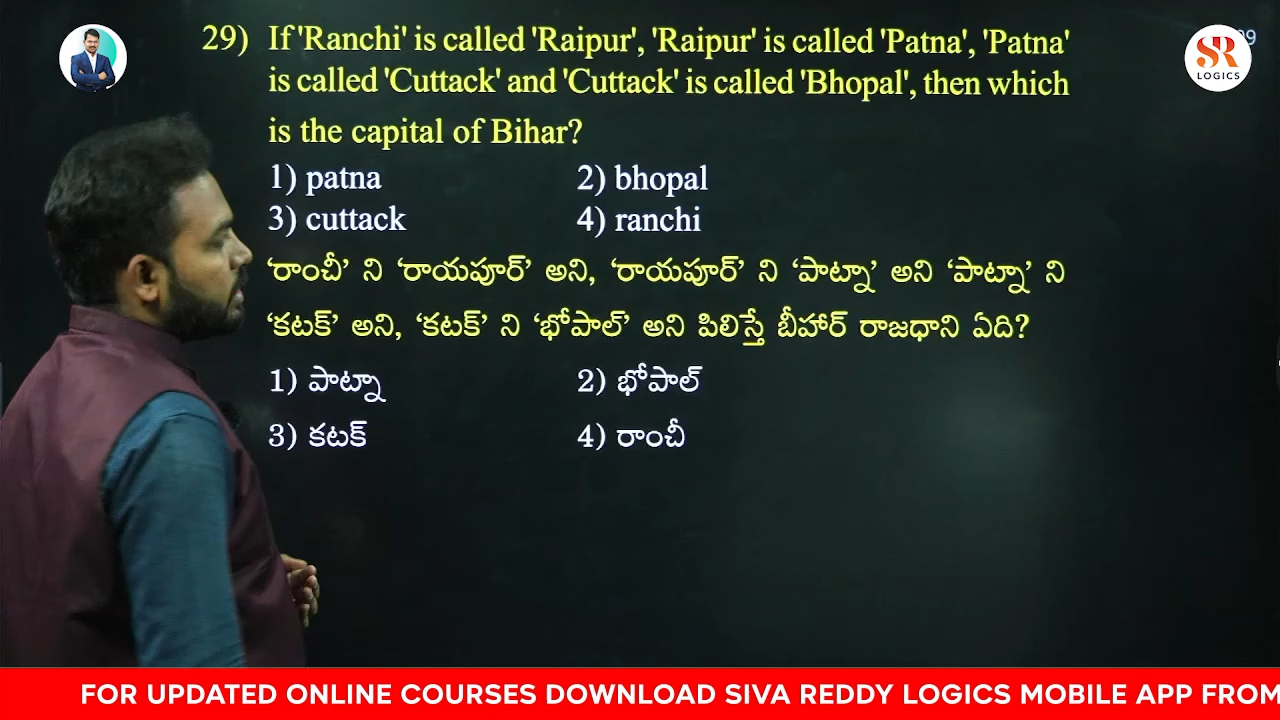 29) If 'Ranchi' is called 'Raipur', 'Raipur' is called 'Patna', 'Patna'
is called 'Cuttack' and 'Cuttack' is called 'Bhopal', then which
is the capital of Bihar?
1) patna 2) bhopal
3) cuttack 4) ranchi
‘రాంచీ’ ని ‘రాయపూర్’ అని, ‘రాయపూర్’ ని ‘పాట్నా’ అని ‘పాట్నా’ ని
‘కటక్’ అని, ‘కటక్’ ని ‘భోపాల్’ అని పిలిస్తే బీహార్ రాజధాని ఏది?
1) పాట్నా 2) భోపాల్
3) కటక్ 4) రాంచీ
SR
LOGICS
FOR UPDATED ONLINE COURSES DOWNLOAD SIVA REDDY LOGICS MOBILE APP FROM